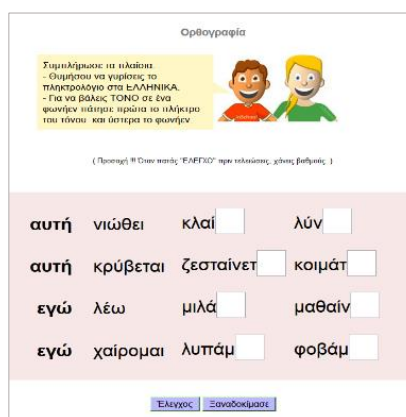 Ορθογραφία
Συμπλήρωσε τα πλαίσια.
- Θυμήσου να γυρίσεις το
πληκτρολόγιο στα ΕΛΛΗΝΙΚΑ.
- Για να βάλεις ΤΟΝΟ σε ένα
φωνήεν πάτησε πρώτα το πλήκτρο
του τόνου και ύστερα το φωνήεν
( Προσοχή !!! Όταν πατάς "ΕΛΕΓΧΟ" πριν τελειώσεις, χάνεις βαθμούς. )
αυτή νιώθει κλαί λύν
αυτή κρύβεται ζεσταίνετ κοιμάτ
εγώ λέω μιλά μαθαίν
εγώ χαίρομαι λυπάμ φοβάμ
Έλεγχος Ξαναδοκίμασε